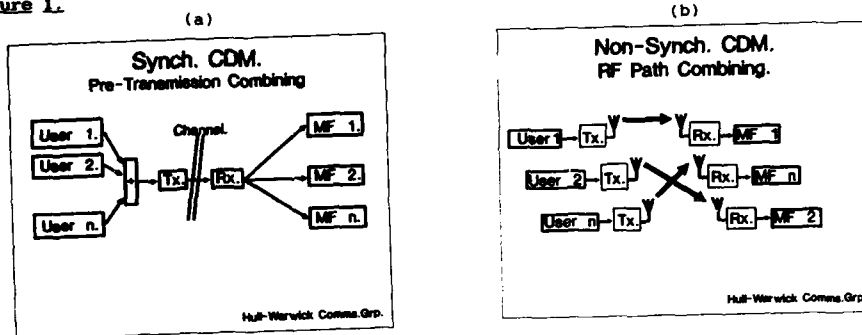 ure 1.
(a)
Synch. CDM.
Pre-Transmission Combining
User 1.
User 2.
User n.
Tx.
Channel.
Rx.
MF 1.
MF 2.
MF n.
Hull-Warwick Comms.Grp.
(b)
Non-Synch. CDM.
RF Path Combining.
User 1
Tx.
Rx.
MF 1
User 2
Tx.
Rx.
MF n
User n
Tx.
Rx.
MF 2
Hull-Warwick Comms.Grp